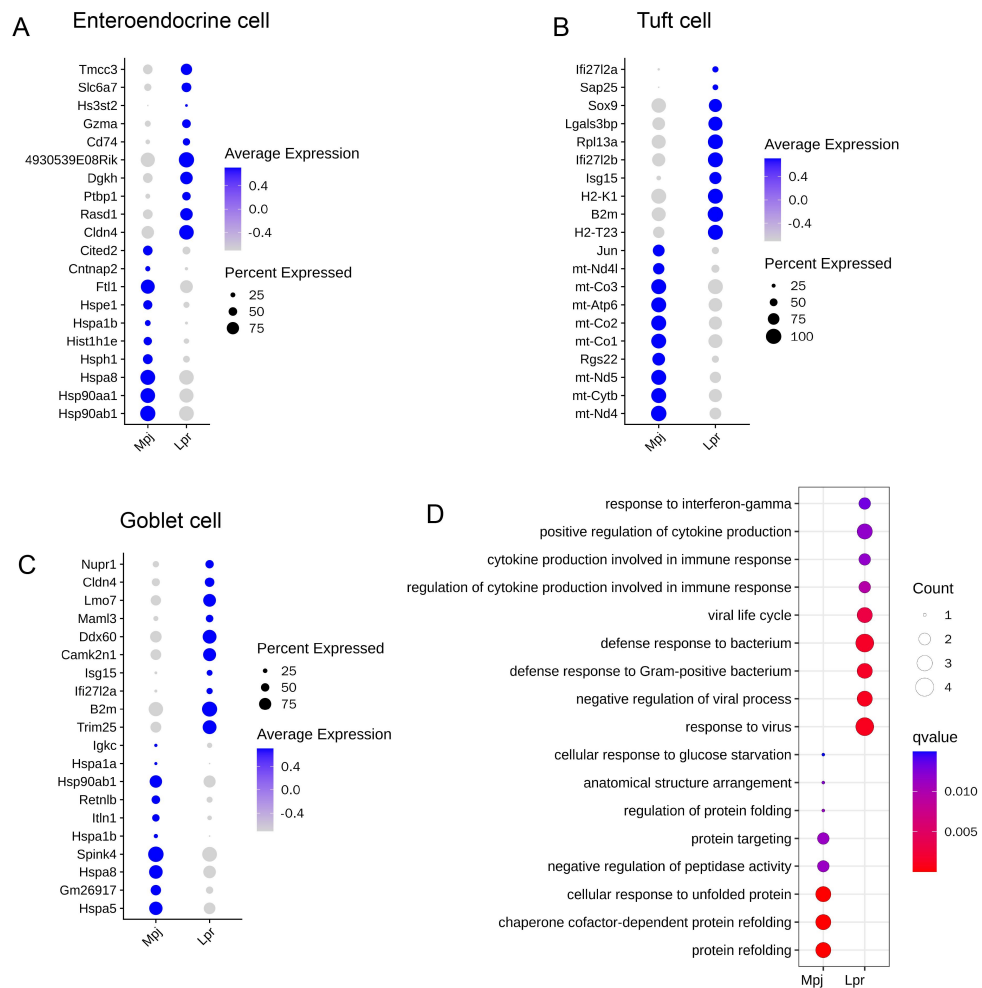 A
Enteroendocrine cell
Tmcc3
Slc6a7
Hs3st2
Gzma
Cd74
4930539E08Rik
Dgkh
Ptbp1
Rasd1
Cldn4
Cited2
Cntnap2
Ftl1
Hspe1
Hspa1b
Hist1h1e
Hsph1
Hspa8
Hsp90aa1
Hsp90ab1
Mpj
Lpr
Average Expression
0.4
0.0
-0.4
Percent Expressed
25
50
75
B
Tuft cell
Ifi27l2a
Sap25
Sox9
Lgals3bp
Rpl13a
Ifi27l2b
Isg15
H2-K1
B2m
H2-T23
Jun
mt-Nd4l
mt-Co3
mt-Atp6
mt-Co2
mt-Co1
Rgs22
mt-Nd5
mt-Cytb
mt-Nd4
Mpj
Lpr
Average Expression
0.4
0.0
-0.4
Percent Expressed
25
50
75
100
C
Goblet cell
Nupr1
Cldn4
Lmo7
Maml3
Ddx60
Camk2n1
Isg15
Ifi27l2a
B2m
Trim25
Igkc
Hspa1a
Hsp90ab1
Retnlb
Itln1
Hspa1b
Spink4
Hspa8
Gm26917
Hspa5
Mpj
Lpr
Percent Expressed
25
50
75
Average Expression
0.4
0.0
-0.4
D
response to interferon-gamma
positive regulation of cytokine production
cytokine production involved in immune response
regulation of cytokine production involved in immune response
viral life cycle
defense response to bacterium
defense response to Gram-positive bacterium
negative regulation of viral process
response to virus
cellular response to glucose starvation
anatomical structure arrangement
regulation of protein folding
protein targeting
negative regulation of peptidase activity
cellular response to unfolded protein
chaperone cofactor-dependent protein refolding
protein refolding
Mpj
Lpr
Count
1
2
3
4
qvalue
0.010
0.005